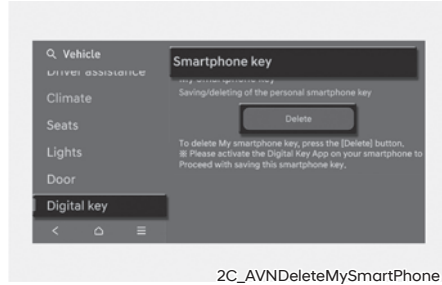 Vehicle
Driver assistance
Climate
Seats
Lights
Door
Digital key
Smartphone key
My Smartphone key
Saving/deleting of the personal smartphone key
Delete
To delete My smartphone key, press the [Delete] button.
※ Please activate the Digital Key App on your smartphone to
Proceed with saving this smartphone key.
2C_AVNDeleteMySmartPhone